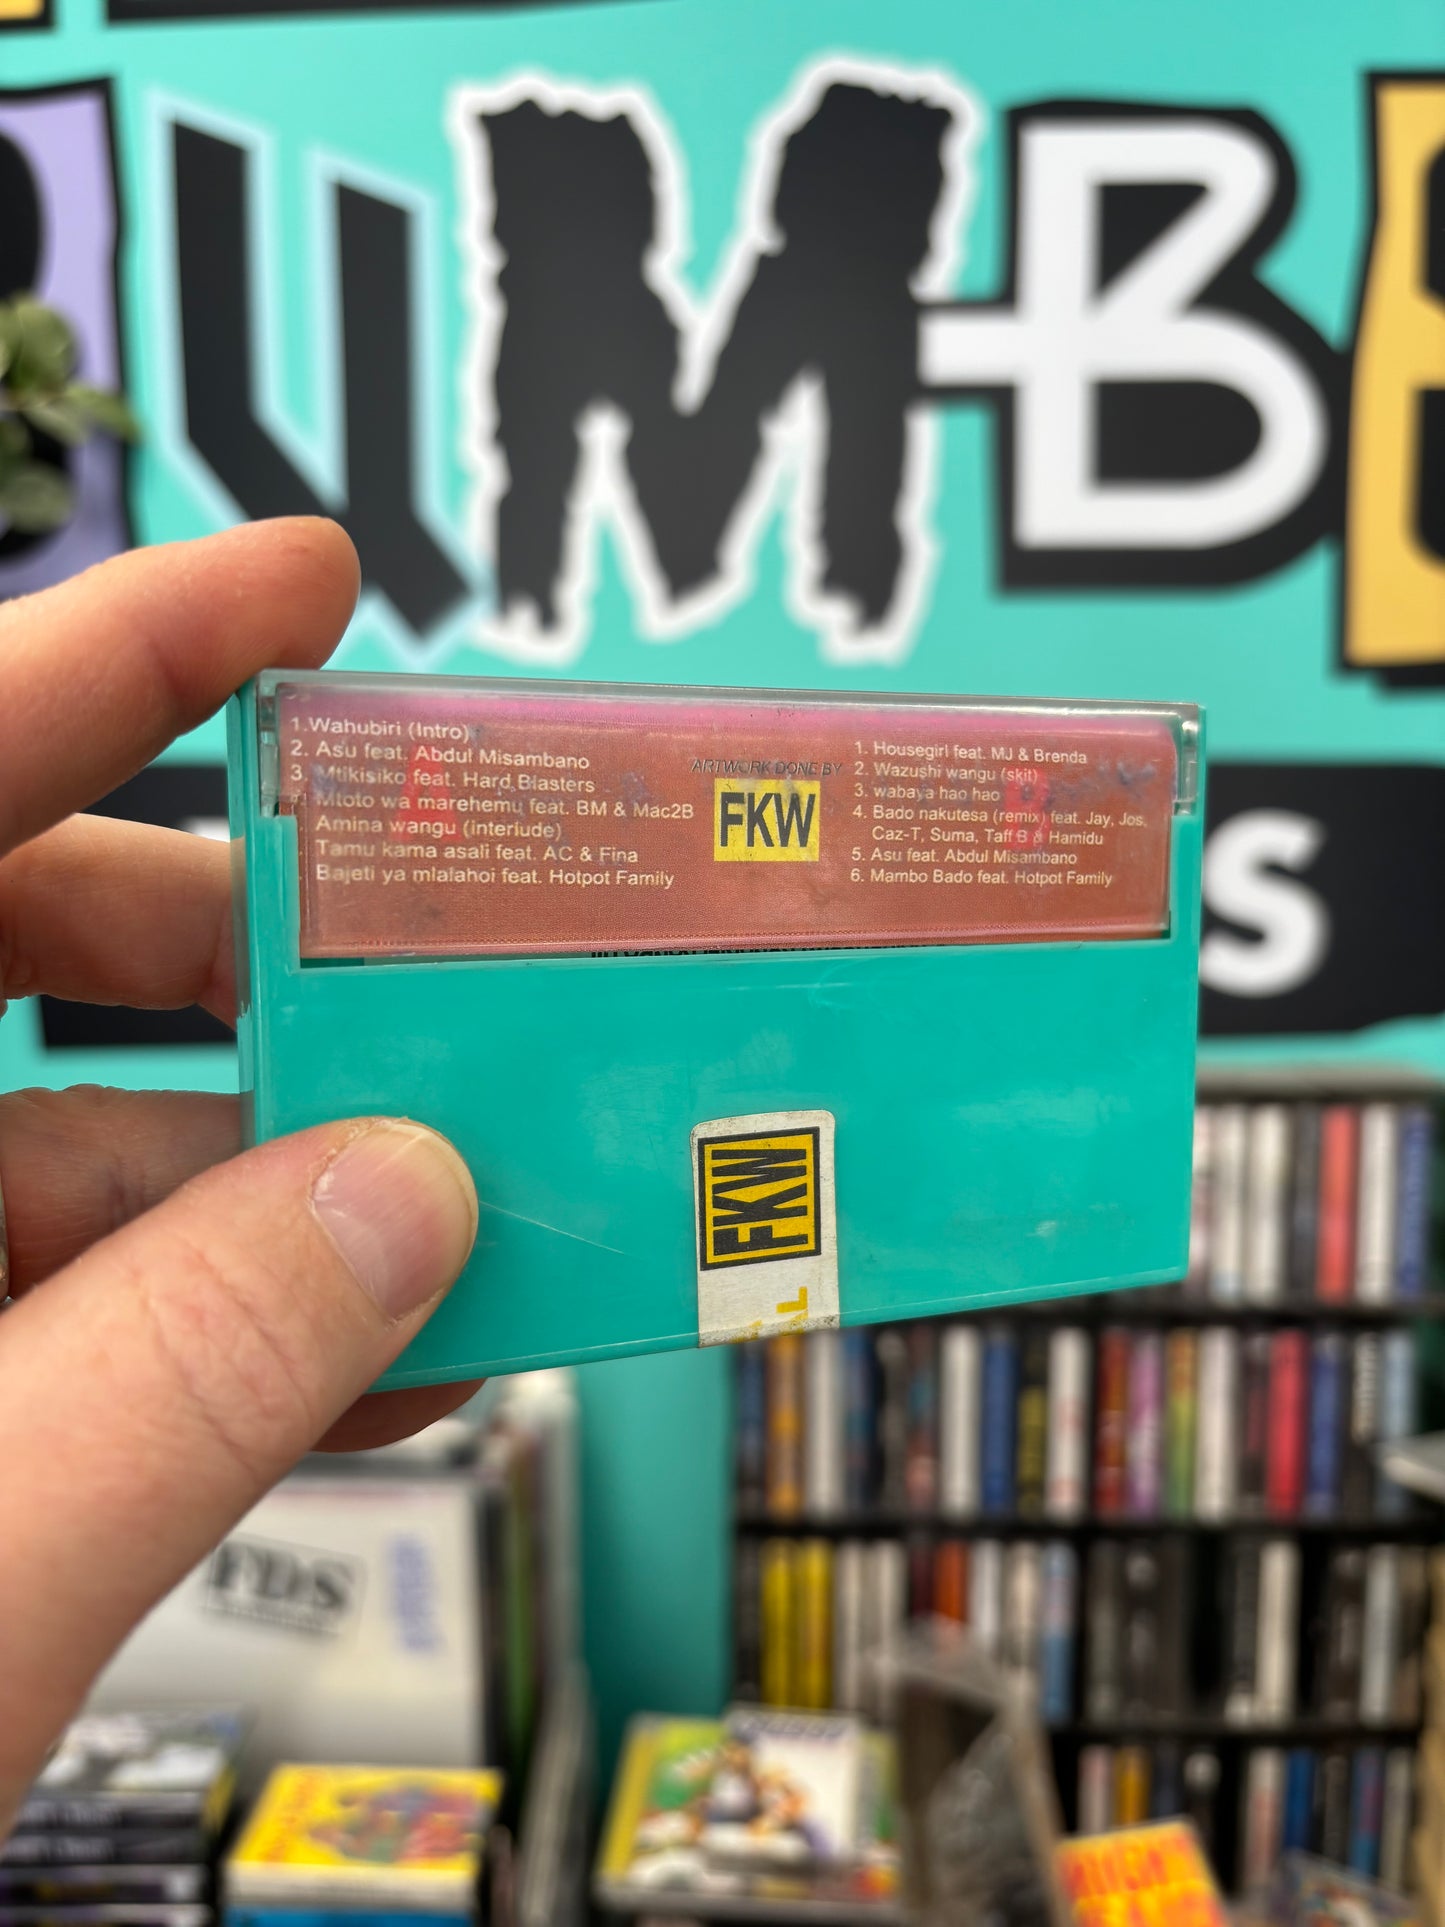 UMB
S
1.Wahubiri (Intro)
2. Asu feat. Abdul Misambano
3. Mtikisiko feat. Hard Blasters
Mtoto wa marehemu feat. BM & Mac2B
Amina wangu (interlude)
Tamu kama asali feat. AC & Fina
Bajeti ya mlalahoi feat. Hotpot Family
ARTWORK DONE BY
FKW
1. Housegirl feat. MJ & Brenda
2. Wazushi wangu (skit)
3. wabaya hao hao
4. Bado nakutesa (remix) feat. Jay, Jos,
Caz-T, Suma, Taff B & Hamidu
5. Asu feat. Abdul Misambano
6. Mambo Bado feat. Hotpot Family
FKW
AL
FDS